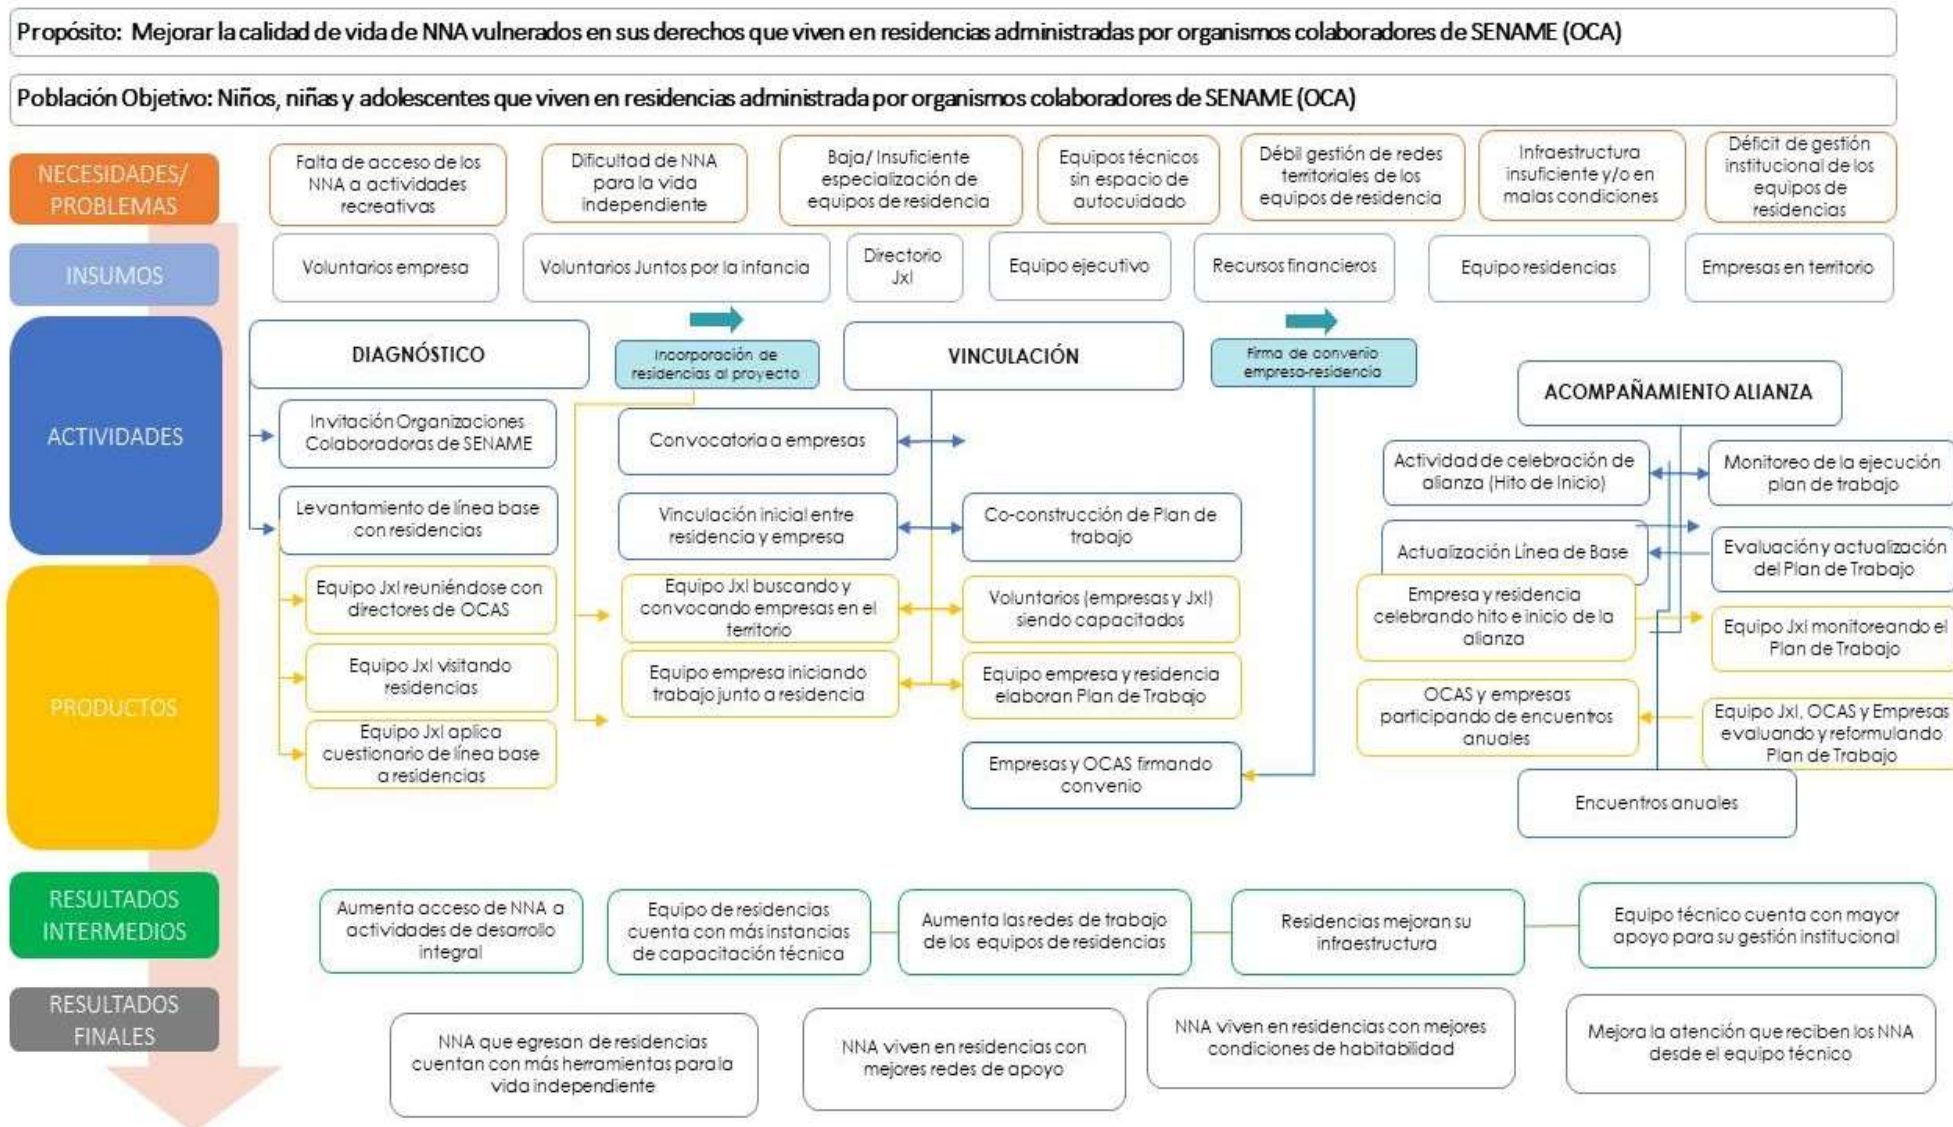 Propósito: Mejorar la calidad de vida de NNA vulnerados en sus derechos que viven en residencias administradas por organismos colaboradores de SENAME (OCA)
Población Objetivo: Niños, niñas y adolescentes que viven en residencias administrada por organismos colaboradores de SENAME (OCA)
NECESIDADES/
PROBLEMAS
Falta de acceso de los
NNA a actividades
recreativas
Dificultad de NNA
para la vida
independiente
Baja/ Insuficiente
especialización de
equipos de residencia
Equipos técnicos
sin espacio de
autocuidado
Débil gestión de redes
territoriales de los
equipos de residencia
Infraestructura
insuficiente y/o en
malas condiciones
Déficit de gestión
institucional de los
equipos de
residencias
INSUMOS
Voluntarios empresa
Voluntarios Juntos por la infancia
Directorio
JxI
Equipo ejecutivo
Recursos financieros
Equipo residencias
Empresas en territorio
ACTIVIDADES
DIAGNÓSTICO
Incorporación de
residencias al proyecto
VINCULACIÓN
Firma de convenio
empresa-residencia
ACOMPAÑAMIENTO ALIANZA
Invitación Organizaciones
Colaboradoras de SENAME
Levantamiento de línea base
con residencias
Convocatoria a empresas
Vinculación inicial entre
residencia y empresa
Co-construcción de Plan de
trabajo
Actividad de celebración de
alianza (Hito de Inicio)
Monitoreo de la ejecución
plan de trabajo
Actualización Línea de Base
Evaluación y actualización
del Plan de Trabajo
PRODUCTOS
Equipo JxI reuniéndose con
directores de OCAS
Equipo JxI visitando
residencias
Equipo JxI aplica
cuestionario de línea base
a residencias
Equipo JxI buscando y
convocando empresas en el
territorio
Equipo empresa iniciando
trabajo junto a residencia
Voluntarios (empresas y JxI)
siendo capacitados
Equipo empresa y residencia
elaboran Plan de Trabajo
Empresas y OCAS firmando
convenio
Empresa y residencia
celebrando hito e inicio de la
alianza
Equipo JxI monitoreando el
Plan de Trabajo
OCAS y empresas
participando de encuentros
anuales
Equipo JxI, OCAS y Empresas
evaluando y reformulando
Plan de Trabajo
Encuentros anuales
RESULTADOS
INTERMEDIOS
Aumenta acceso de NNA a
actividades de desarrollo
integral
Equipo de residencias
cuenta con más instancias
de capacitación técnica
Aumenta las redes de trabajo
de los equipos de residencias
Residencias mejoran su
infraestructura
Equipo técnico cuenta con mayor
apoyo para su gestión institucional
RESULTADOS
FINALES
NNA que egresan de residencias
cuentan con más herramientas para la
vida independiente
NNA viven en residencias con
mejores redes de apoyo
NNA viven en residencias con mejores
condiciones de habitabilidad
Mejora la atención que reciben los NNA
desde el equipo técnico